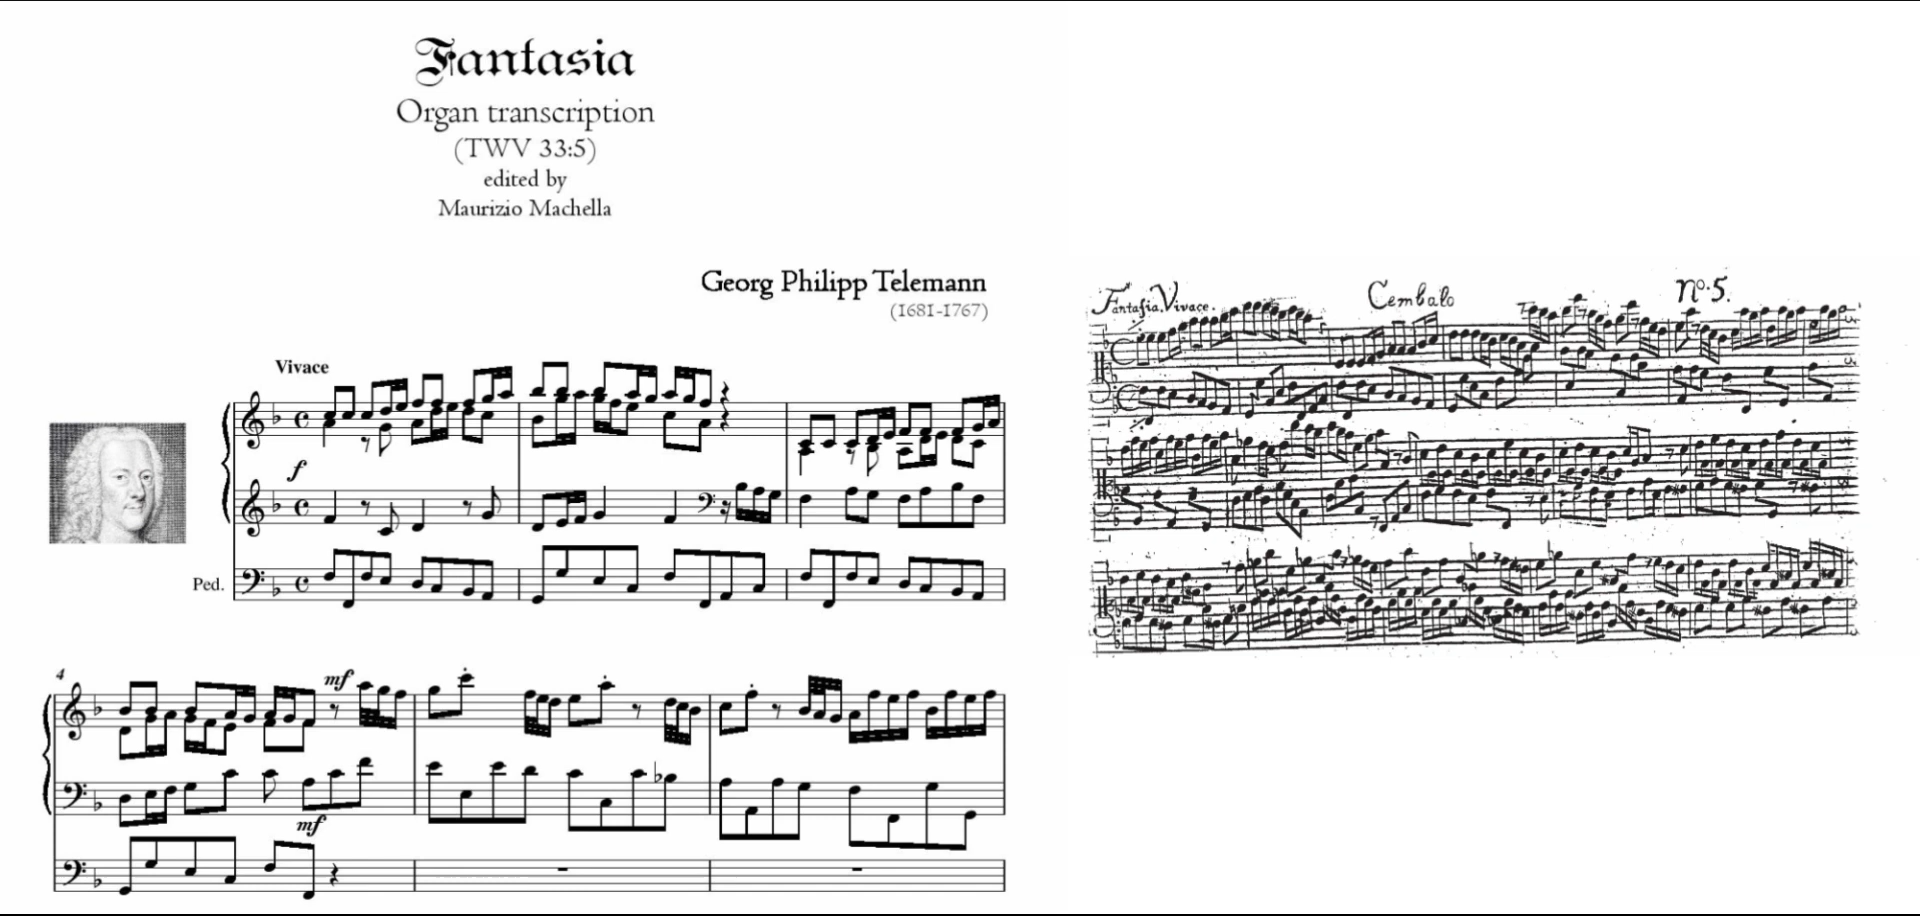 Fantasia
Organ transcription
(TWV 33:5)
edited by
Maurizio Machella
Georg Philipp Telemann
(1681-1767)
Vivace
f
Ped.
4
mf
mf
Fantasia. Vivace.
Cembalo
No. 5.